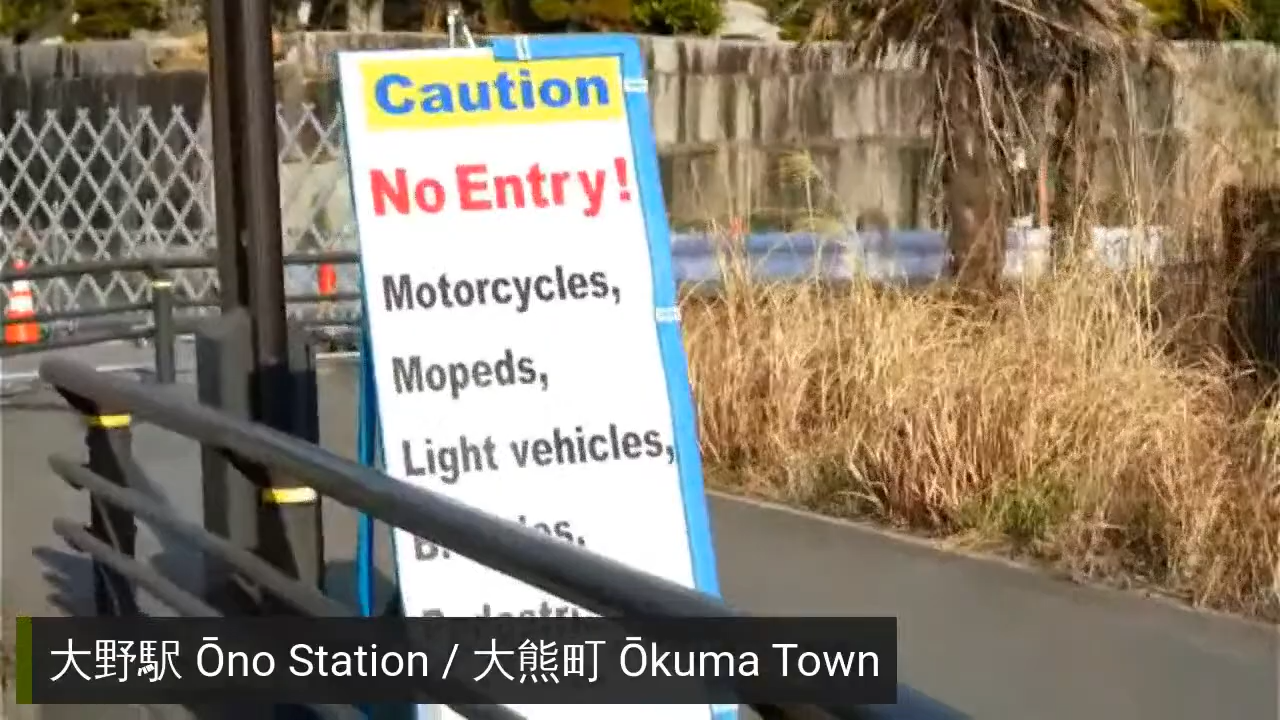 Caution
No Entry!
Motorcycles,
Mopeds,
Light vehicles,
大野駅 Ōno Station / 大熊町 Ōkuma Town